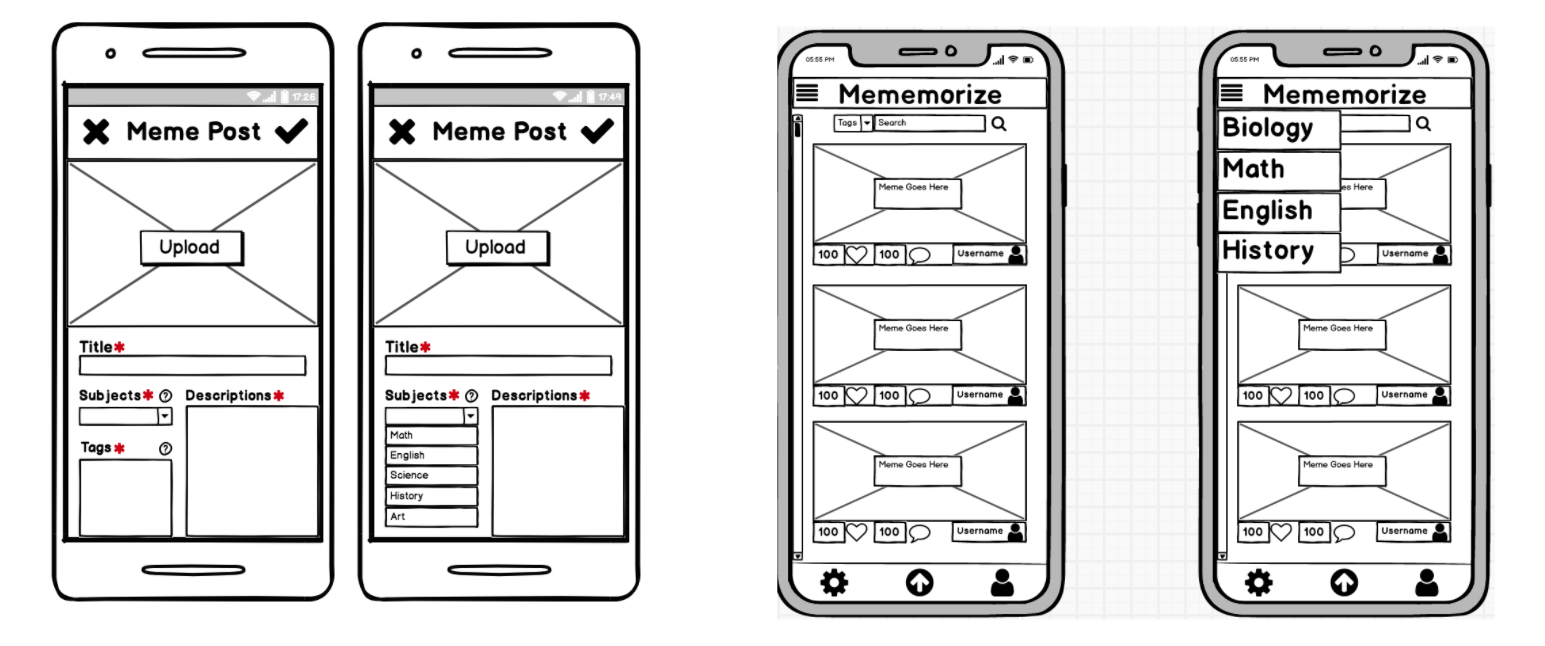 17:26
Meme Post
Upload
Title*
Subjects* ? Descriptions*
Tags* ?
17:49
Meme Post
Upload
Title*
Subjects* ? Descriptions*
Math
English
Science
History
Art
05:55 PM
Mememorize
Tags Search
Meme Goes Here
100 100 Username
Meme Goes Here
100 100 Username
Meme Goes Here
100 100 Username
05:55 PM
Mememorize
Biology
Math
English
History
es Here
Username
Meme Goes Here
100 100 Username
Meme Goes Here
100 100 Username